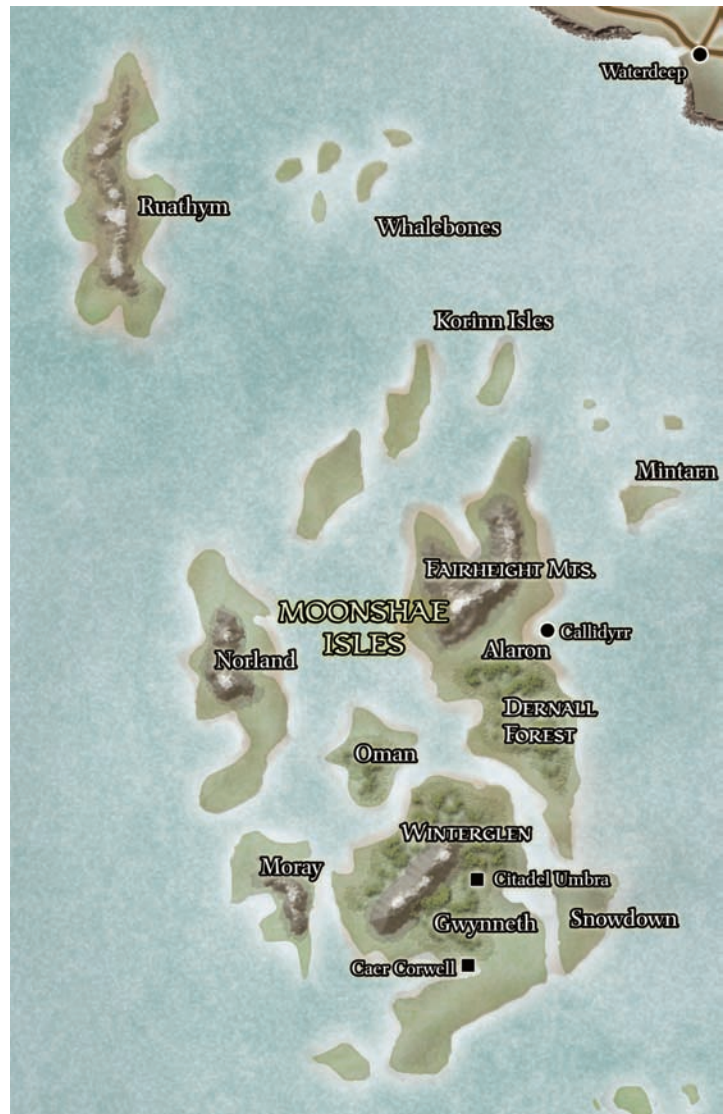 Waterdeep
Ruathym
Whalebones
Korinn Isles
Mintarn
Fairheight Mts.
MOONSHAE
ISLES
Callidyrr
Alaron
Norland
Dernall
Forest
Oman
Winterglen
Moray
Citadel Umbra
Gwynneth
Snowdown
Caer Corwell